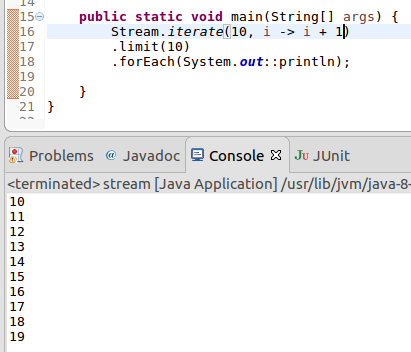 14
15 public static void main(String[] args) {
16 Stream.iterate(10, i -> i + 1)
17 .limit(10)
18 .forEach(System.out::println);
19
20 }
21 }
Problems @ Javadoc Console JUnit
<terminated> stream [Java Application] /usr/lib/jvm/java-8-
10
11
12
13
14
15
16
17
18
19